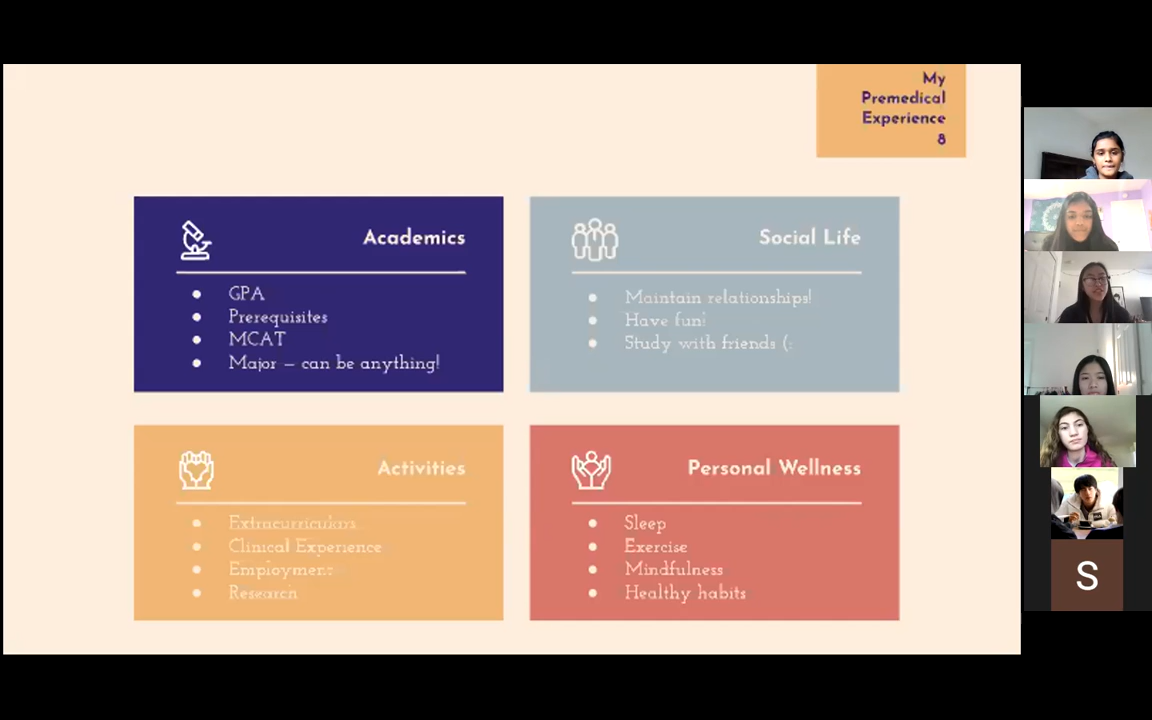 My
Premedical
Experience
8
Academics
GPA
Prerequisites
MCAT
Major – can be anything!
Social Life
Maintain relationships!
Have fun!
Study with friends (:
Activities
Extracurriculars
Clinical Experience
Employment
Research
Personal Wellness
Sleep
Exercise
Mindfulness
Healthy habits
S